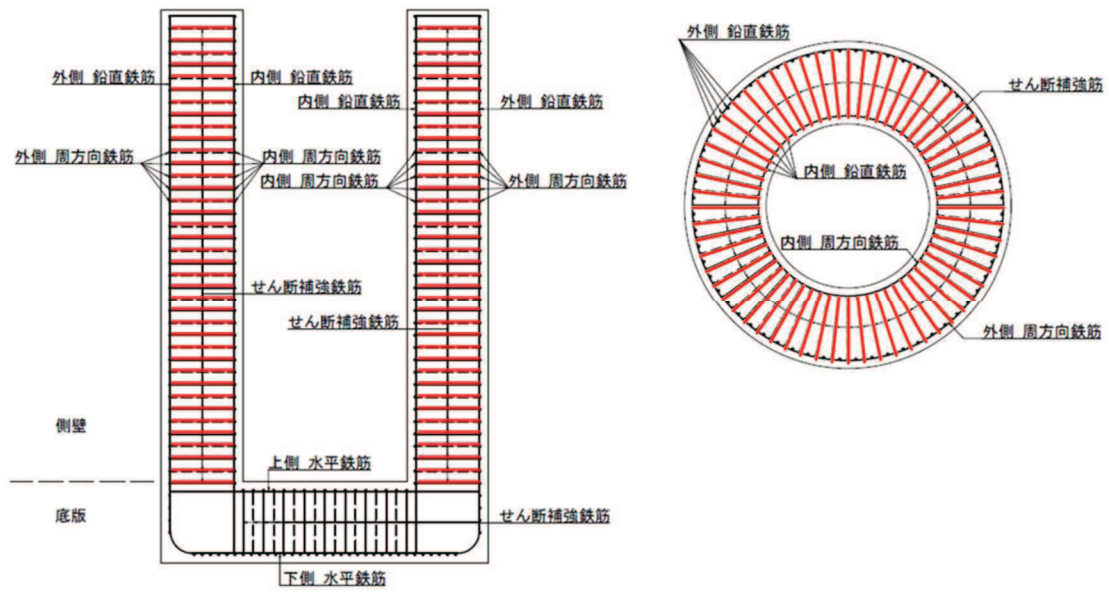 外側 鉛直鉄筋
内側 鉛直鉄筋
内側 鉛直鉄筋
外側 鉛直鉄筋
外側 周方向鉄筋
内側 周方向鉄筋
内側 周方向鉄筋
外側 周方向鉄筋
せん断補強鉄筋
せん断補強鉄筋
側壁
上側 水平鉄筋
底版
せん断補強鉄筋
下側 水平鉄筋
外側 鉛直鉄筋
せん断補強筋
内側 鉛直鉄筋
内側 周方向鉄筋
外側 周方向鉄筋